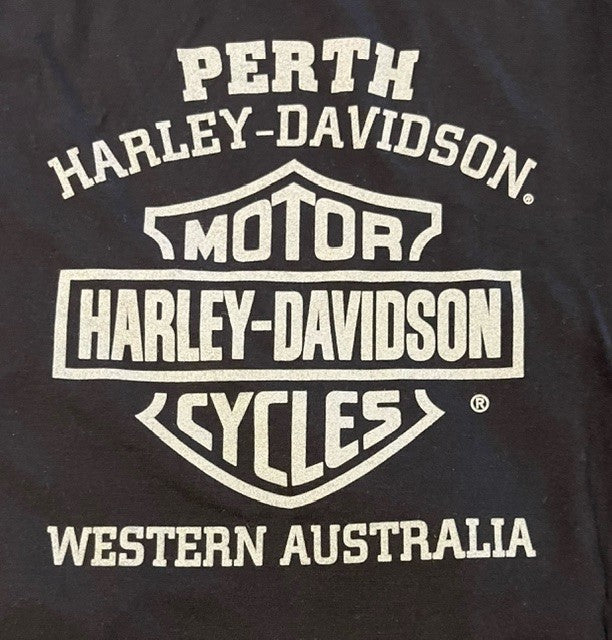 PERTH
HARLEY-DAVIDSON®
MOTOR
HARLEY-DAVIDSON
CYCLES ®
WESTERN AUSTRALIA